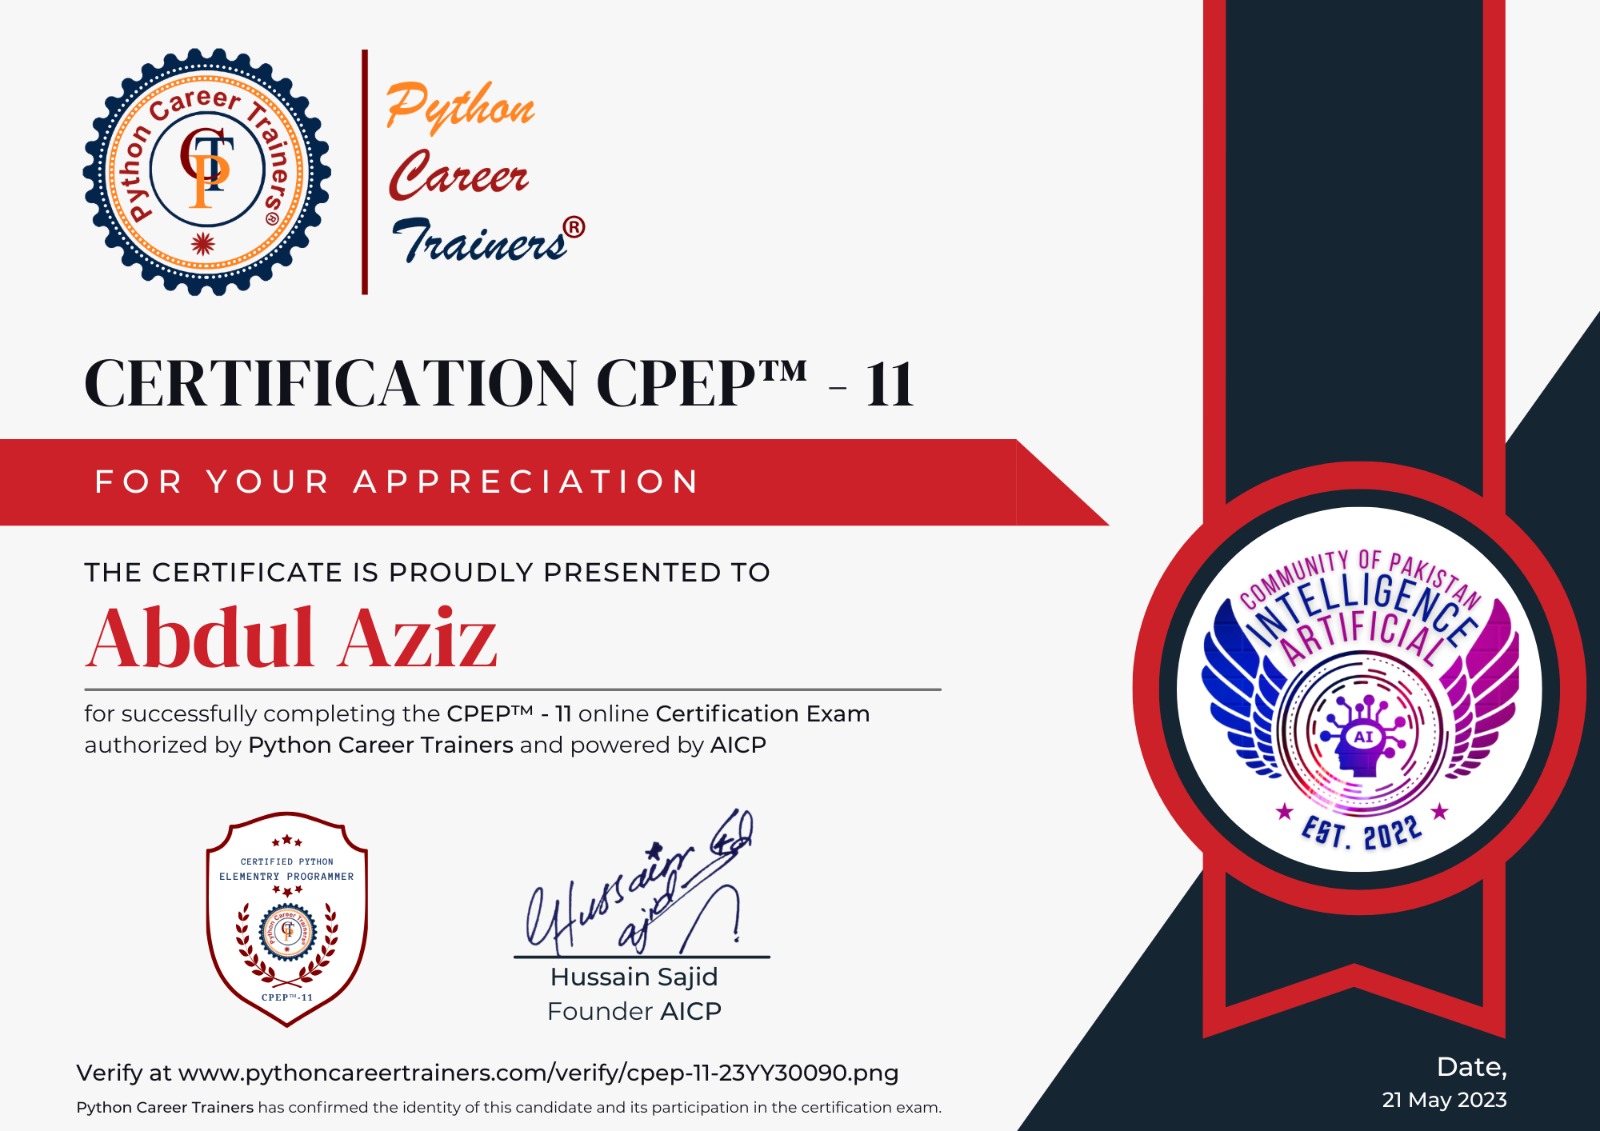 Python Career Trainers®
CTP
Python
Career
Trainers®
CERTIFICATION CPEP™ - 11
FOR YOUR APPRECIATION
THE CERTIFICATE IS PROUDLY PRESENTED TO
Abdul Aziz
for successfully completing the CPEP™ - 11 online Certification Exam
authorized by Python Career Trainers and powered by AICP
COMMUNITY OF PAKISTAN
INTELLIGENCE
ARTIFICIAL
AI
EST. 2022
CERTIFIED PYTHON
ELEMENTRY PROGRAMMER
Python Career Trainers®
CTP
CPEP™-11
Hussain
Sajid
Hussain Sajid
Founder AICP
Verify at www.pythoncareertrainers.com/verify/cpep-11-23YY30090.png
Python Career Trainers has confirmed the identity of this candidate and its participation in the certification exam.
Date,
21 May 2023